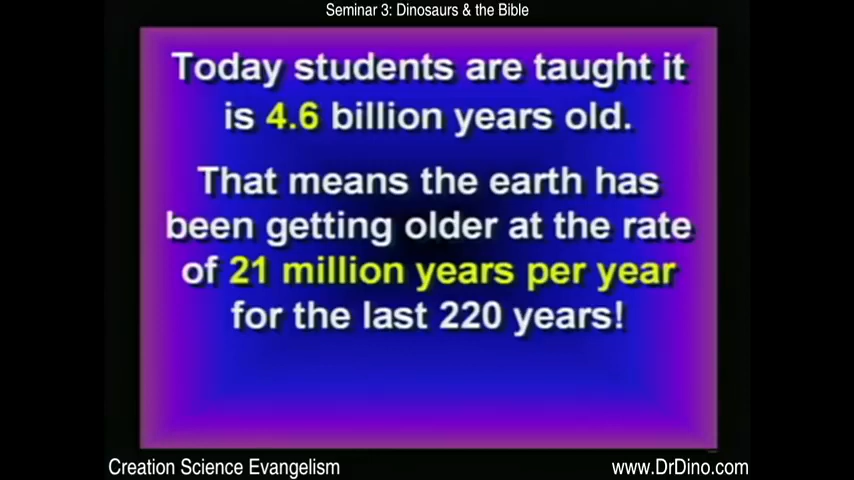 Seminar 3: Dinosaurs & the Bible
Today students are taught it
is 4.6 billion years old.
That means the earth has
been getting older at the rate
of 21 million years per year
for the last 220 years!
Creation Science Evangelism
www.DrDino.com